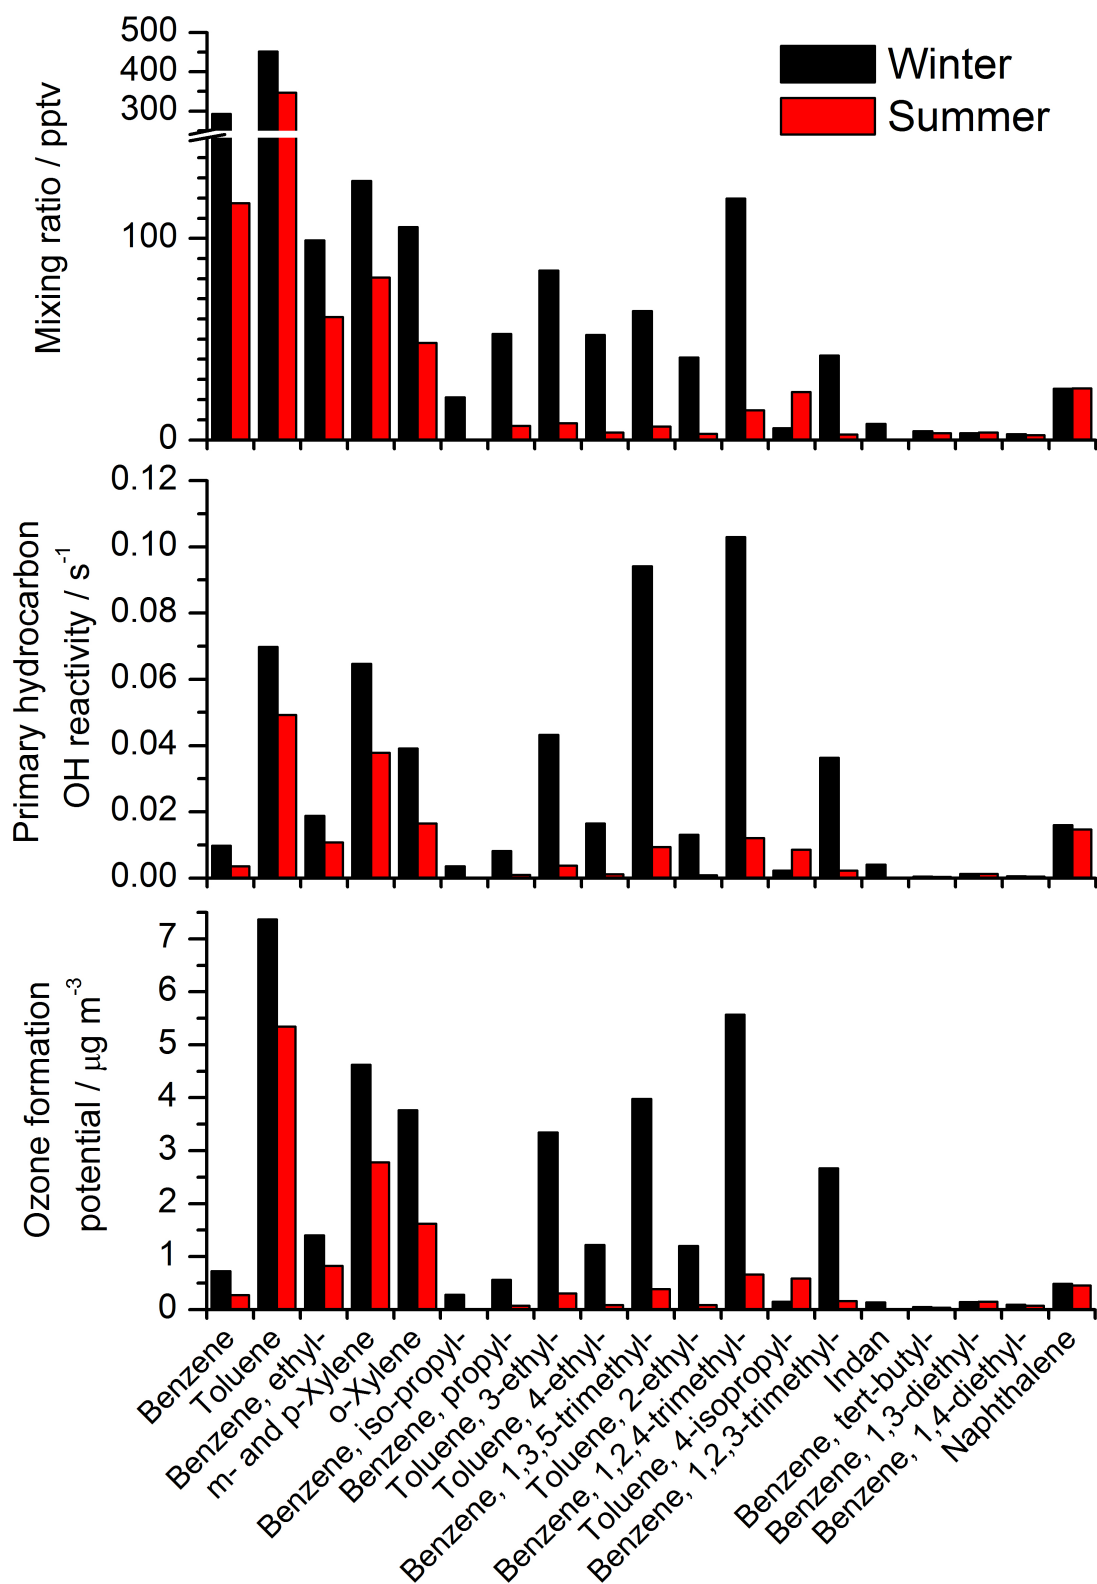 Winter
Summer
Mixing ratio / pptv
500
400
300
100
0
Primary hydrocarbon
OH reactivity / s⁻¹
0.12
0.10
0.08
0.06
0.04
0.02
0.00
Ozone formation
potential / μg m⁻³
7
6
5
4
3
2
1
0
Benzene
Toluene
Benzene, ethyl-
m- and p-Xylene
o-Xylene
Benzene, iso-propyl-
Benzene, propyl-
Toluene, 3-ethyl-
Toluene, 4-ethyl-
Benzene, 1,3,5-trimethyl-
Toluene, 2-ethyl-
Benzene, 1,2,4-trimethyl-
Toluene, 4-isopropyl-
Benzene, 1,2,3-trimethyl-
Indan
Benzene, tert-butyl-
Benzene, 1,3-diethyl-
Benzene, 1,4-diethyl-
Naphthalene